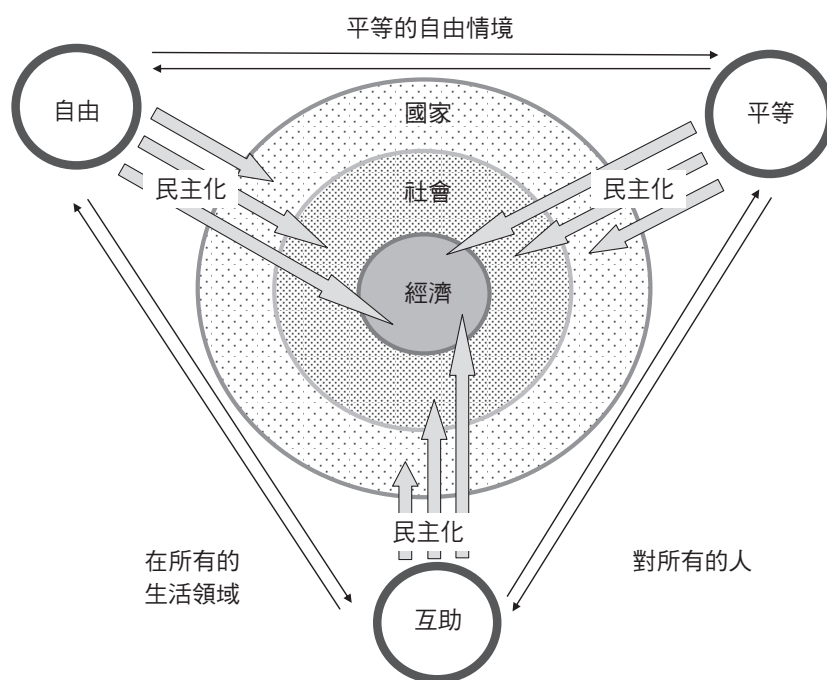 平等的自由情境
自由
國家
平等
民主化
社會
民主化
經濟
民主化
在所有的
生活領域
對所有的人
互助